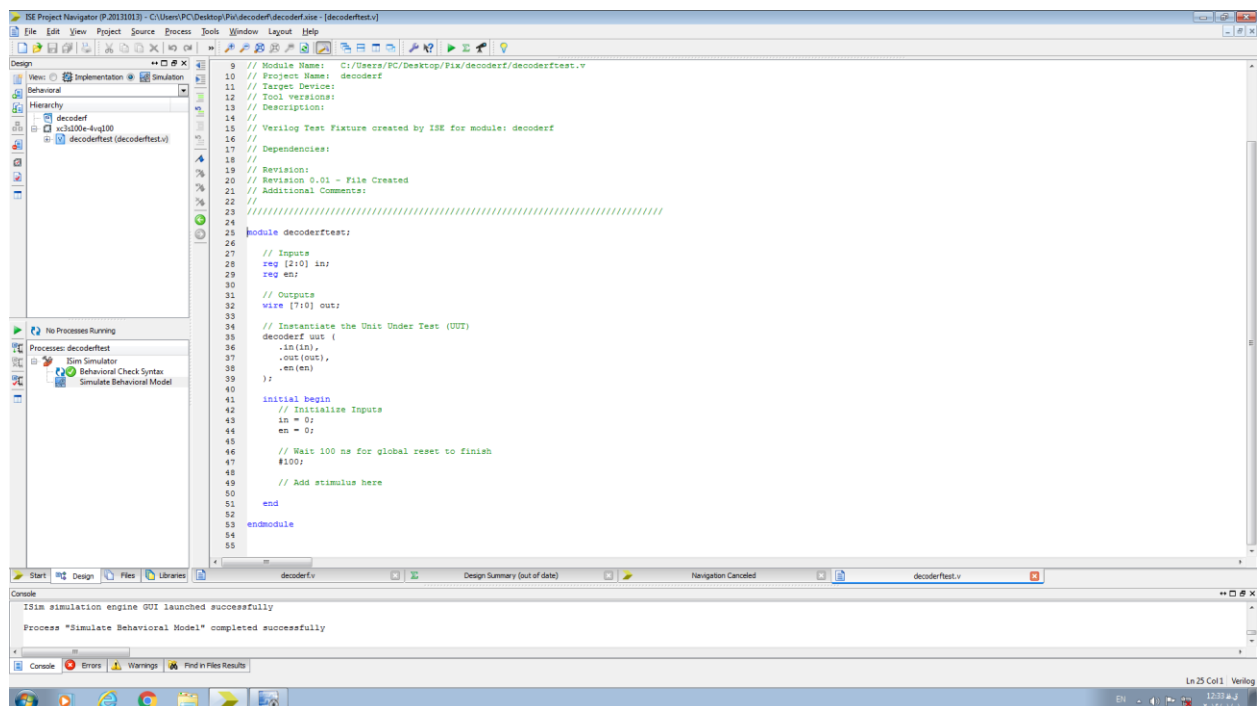 ISE Project Navigator (P.20131013) - C:\Users\PC\Desktop\Pix\decoderf\decoderf.xise - [decoderftest.v]
File Edit View Project Source Process Tools Window Layout Help
Design
View: Implementation Simulation
Behavioral
Hierarchy
decoderf
xc3s100e-4vq100
decoderftest (decoderftest.v)
No Processes Running
Processes: decoderftest
ISim Simulator
Behavioral Check Syntax
Simulate Behavioral Model
9 // Module Name: C:/Users/PC/Desktop/Pix/decoderf/decoderftest.v
10 // Project Name: decoderf
11 // Target Device:
12 // Tool versions:
13 // Description:
14 //
15 // Verilog Test Fixture created by ISE for module: decoderf
16 //
17 // Dependencies:
18 //
19 // Revision:
20 // Revision 0.01 - File Created
21 // Additional Comments:
22 //
23 ////////////////////////////////////////////////////////////////////////////////
24
25 module decoderftest;
26
27 // Inputs
28 reg [2:0] in;
29 reg en;
30
31 // Outputs
32 wire [7:0] out;
33
34 // Instantiate the Unit Under Test (UUT)
35 decoderf uut (
36 .in(in),
37 .out(out),
38 .en(en)
39 );
40
41 initial begin
42 // Initialize Inputs
43 in = 0;
44 en = 0;
45
46 // Wait 100 ns for global reset to finish
47 #100;
48
49 // Add stimulus here
50
51 end
52
53 endmodule
54
55
Start Design Files Libraries
decoderf.v Design Summary (out of date) Navigation Canceled decoderftest.v
Console
ISim simulation engine GUI launched successfully
Process "Simulate Behavioral Model" completed successfully
Console Errors Warnings Find in Files Results
Ln 25 Col 1 Verilog
EN 12:33